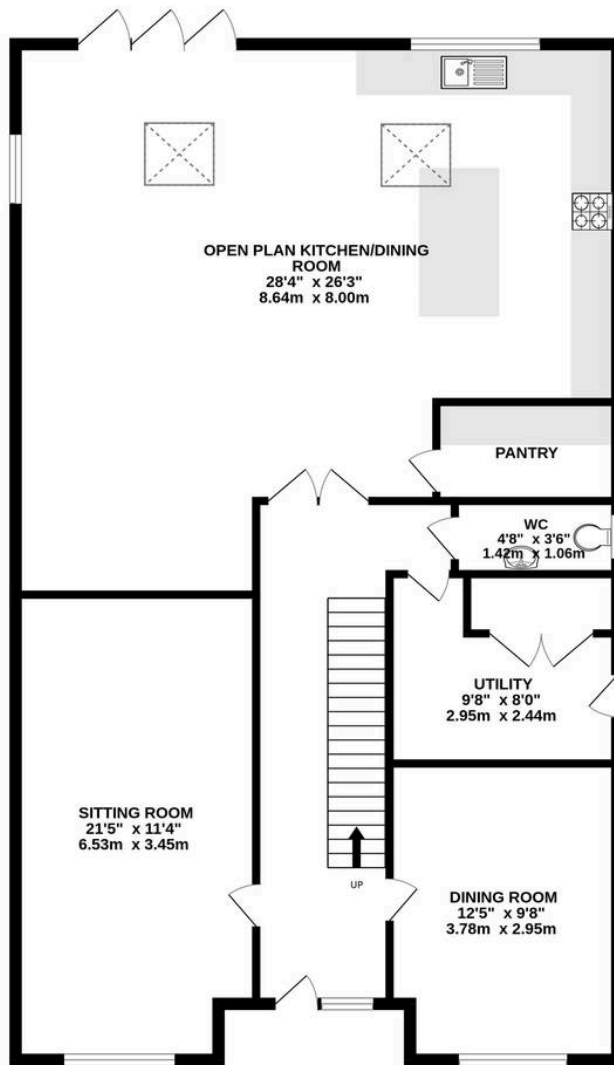 OPEN PLAN KITCHEN/DINING
ROOM
28'4" x 26'3"
8.64m x 8.00m
PANTRY
WC
4'8" x 3'6"
1.42m x 1.06m
UTILITY
9'8" x 8'0"
2.95m x 2.44m
SITTING ROOM
21'5" x 11'4"
6.53m x 3.45m
UP
DINING ROOM
12'5" x 9'8"
3.78m x 2.95m